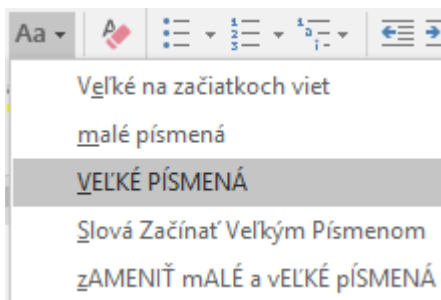 Aa
Veľké na začiatkoch viet
malé písmená
VEĽKÉ PÍSMENÁ
Slová Začínať Veľkým Písmenom
zAMENIŤ mALÉ a vEĽKÉ pÍSMENÁ